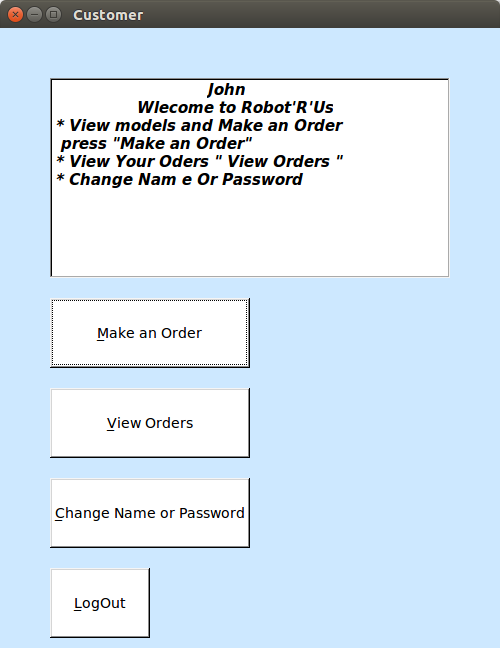 Customer
John
Wlecome to Robot'R'Us
* View models and Make an Order
press "Make an Order"
* View Your Oders " View Orders "
* Change Nam e Or Password
Make an Order
View Orders
Change Name or Password
LogOut